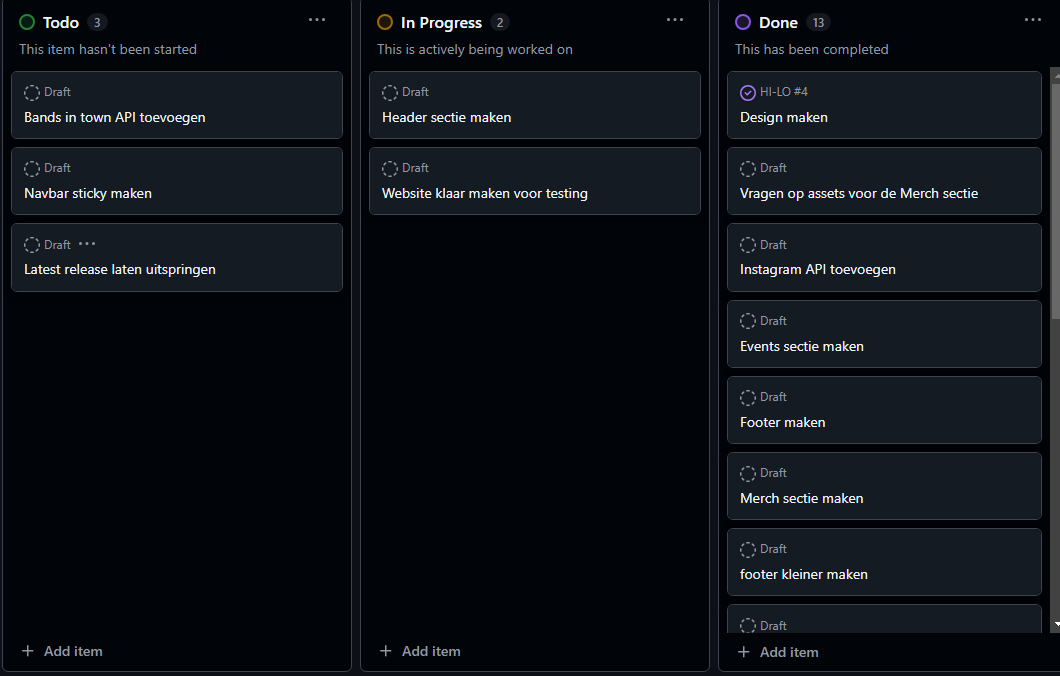 Todo 3
This item hasn't been started
Draft
Bands in town API toevoegen
Draft
Navbar sticky maken
Draft
Latest release laten uitspringen
+ Add item
In Progress 2
This is actively being worked on
Draft
Header sectie maken
Draft
Website klaar maken voor testing
+ Add item
Done 13
This has been completed
HI-LO #4
Design maken
Draft
Vragen op assets voor de Merch sectie
Draft
Instagram API toevoegen
Draft
Events sectie maken
Draft
Footer maken
Draft
Merch sectie maken
Draft
footer kleiner maken
Draft
+ Add item